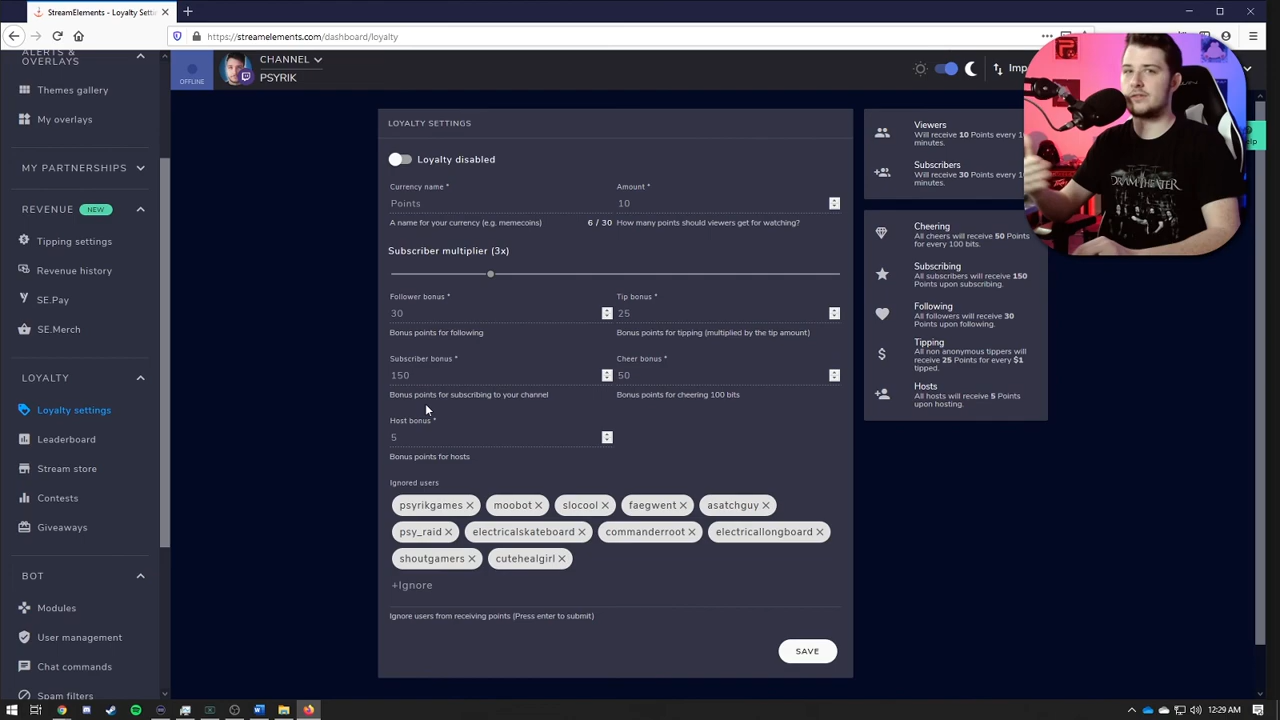 StreamElements - Loyalty Setti
https://streamelements.com/dashboard/loyalty
ALERTS &
OVERLAYS
Themes gallery
My overlays
MY PARTNERSHIPS
REVENUE NEW
Tipping settings
Revenue history
SE.Pay
SE.Merch
LOYALTY
Loyalty settings
Leaderboard
Stream store
Contests
Giveaways
BOT
Modules
User management
Chat commands
Spam filters
OFFLINE
CHANNEL
PSYRIK
Imp
LOYALTY SETTINGS
Loyalty disabled
Currency name * Amount *
Points 10
A name for your currency (e.g. memecoins) 6 / 30 How many points should viewers get for watching?
Subscriber multiplier (3x)
Follower bonus * Tip bonus *
30 25
Bonus points for following Bonus points for tipping (multiplied by the tip amount)
Subscriber bonus * Cheer bonus *
150 50
Bonus points for subscribing to your channel Bonus points for cheering 100 bits
Host bonus *
5
Bonus points for hosts
Ignored users
psyrikgames moobot slocool faegwent asatchguy
psy_raid electricalskateboard commanderroot electricallongboard
shoutgamers cutehealgirl
+Ignore
Ignore users from receiving points (Press enter to submit)
SAVE
Viewers
Will receive 10 Points every 1
minutes.
Subscribers
Will receive 30 Points every 1
minutes.
Cheering
All cheers will receive 50 Points
for every 100 bits.
Subscribing
All subscribers will receive 150
Points upon subscribing.
Following
All followers will receive 30
Points upon following.
Tipping
All non anonymous tippers will
receive 25 Points for every $1
tipped.
Hosts
All hosts will receive 5 Points
upon hosting.
elp
DREAM THEATER
12:29 AM